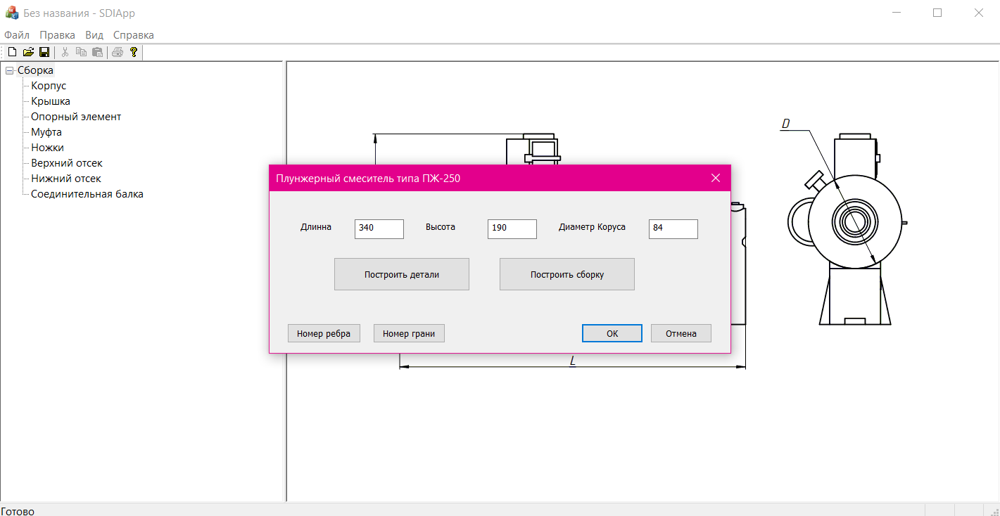 Без названия - SDIApp
Файл Правка Вид Справка
Сборка
Корпус
Крышка
Опорный элемент
Муфта
Ножки
Верхний отсек
Нижний отсек
Соединительная балка
D
Плунжерный смеситель типа ПЖ-250
Длинна 340 Высота 190 Диаметр Коруса 84
Построить детали Построить сборку
Номер ребра Номер грани ОК Отмена
L
Готово